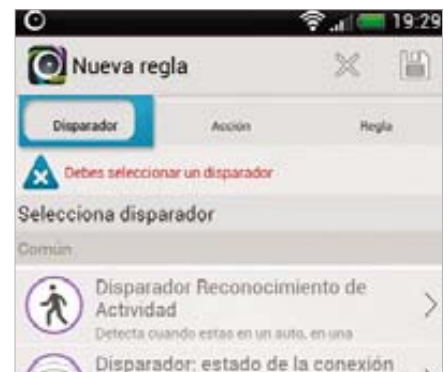 19:29
Nueva regla
Disparador
Acción
Regla
Debes seleccionar un disparador
Selecciona disparador
Común
Disparador Reconocimiento de
Actividad
Detecta cuando estas en un auto, en una
Disparador: estado de la conexión